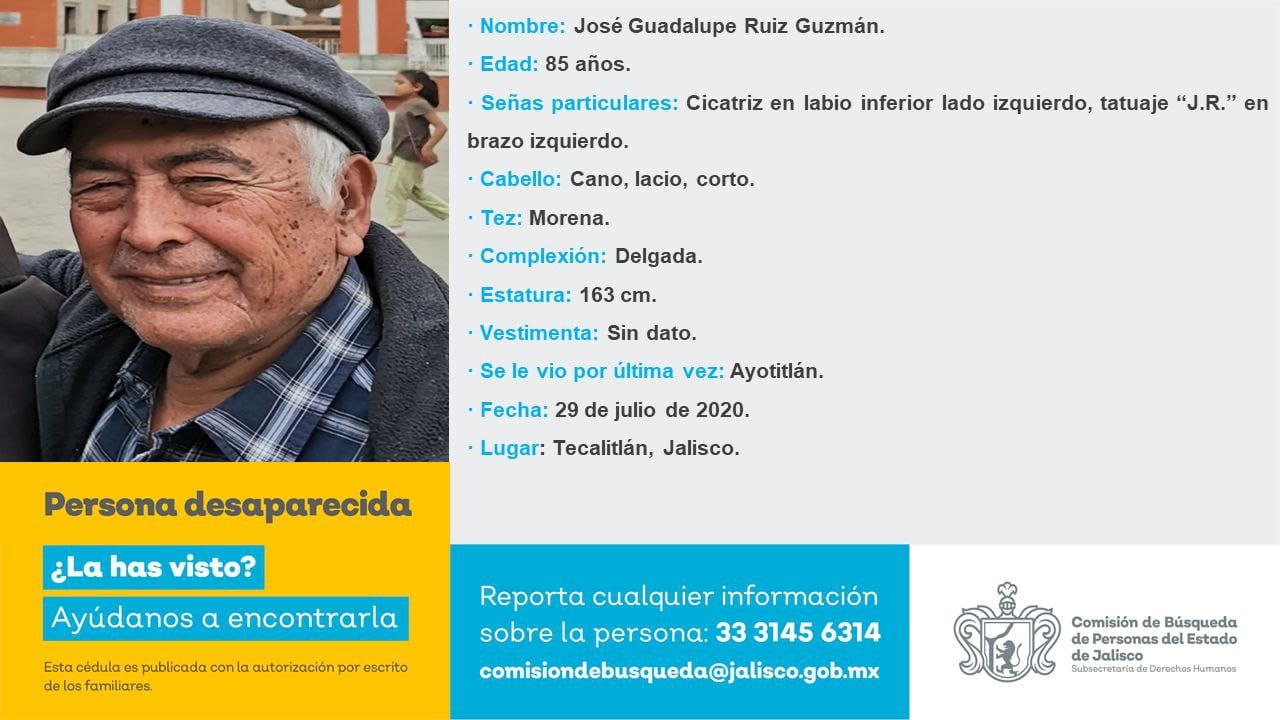 · Nombre: José Guadalupe Ruiz Guzmán.
· Edad: 85 años.
· Señas particulares: Cicatriz en labio inferior lado izquierdo, tatuaje “J.R.” en
brazo izquierdo.
· Cabello: Cano, lacio, corto.
· Tez: Morena.
· Complexión: Delgada.
· Estatura: 163 cm.
· Vestimenta: Sin dato.
· Se le vio por última vez: Ayotitlán.
· Fecha: 29 de julio de 2020.
· Lugar: Tecalitlán, Jalisco.
Persona desaparecida
¿La has visto?
Ayúdanos a encontrarla
Esta cédula es publicada con la autorización por escrito
de los familiares.
Reporta cualquier información
sobre la persona: 33 3145 6314
comisiondebusqueda@jalisco.gob.mx
Comisión de Búsqueda
de Personas del Estado
de Jalisco
Subsecretaría de Derechos Humanos